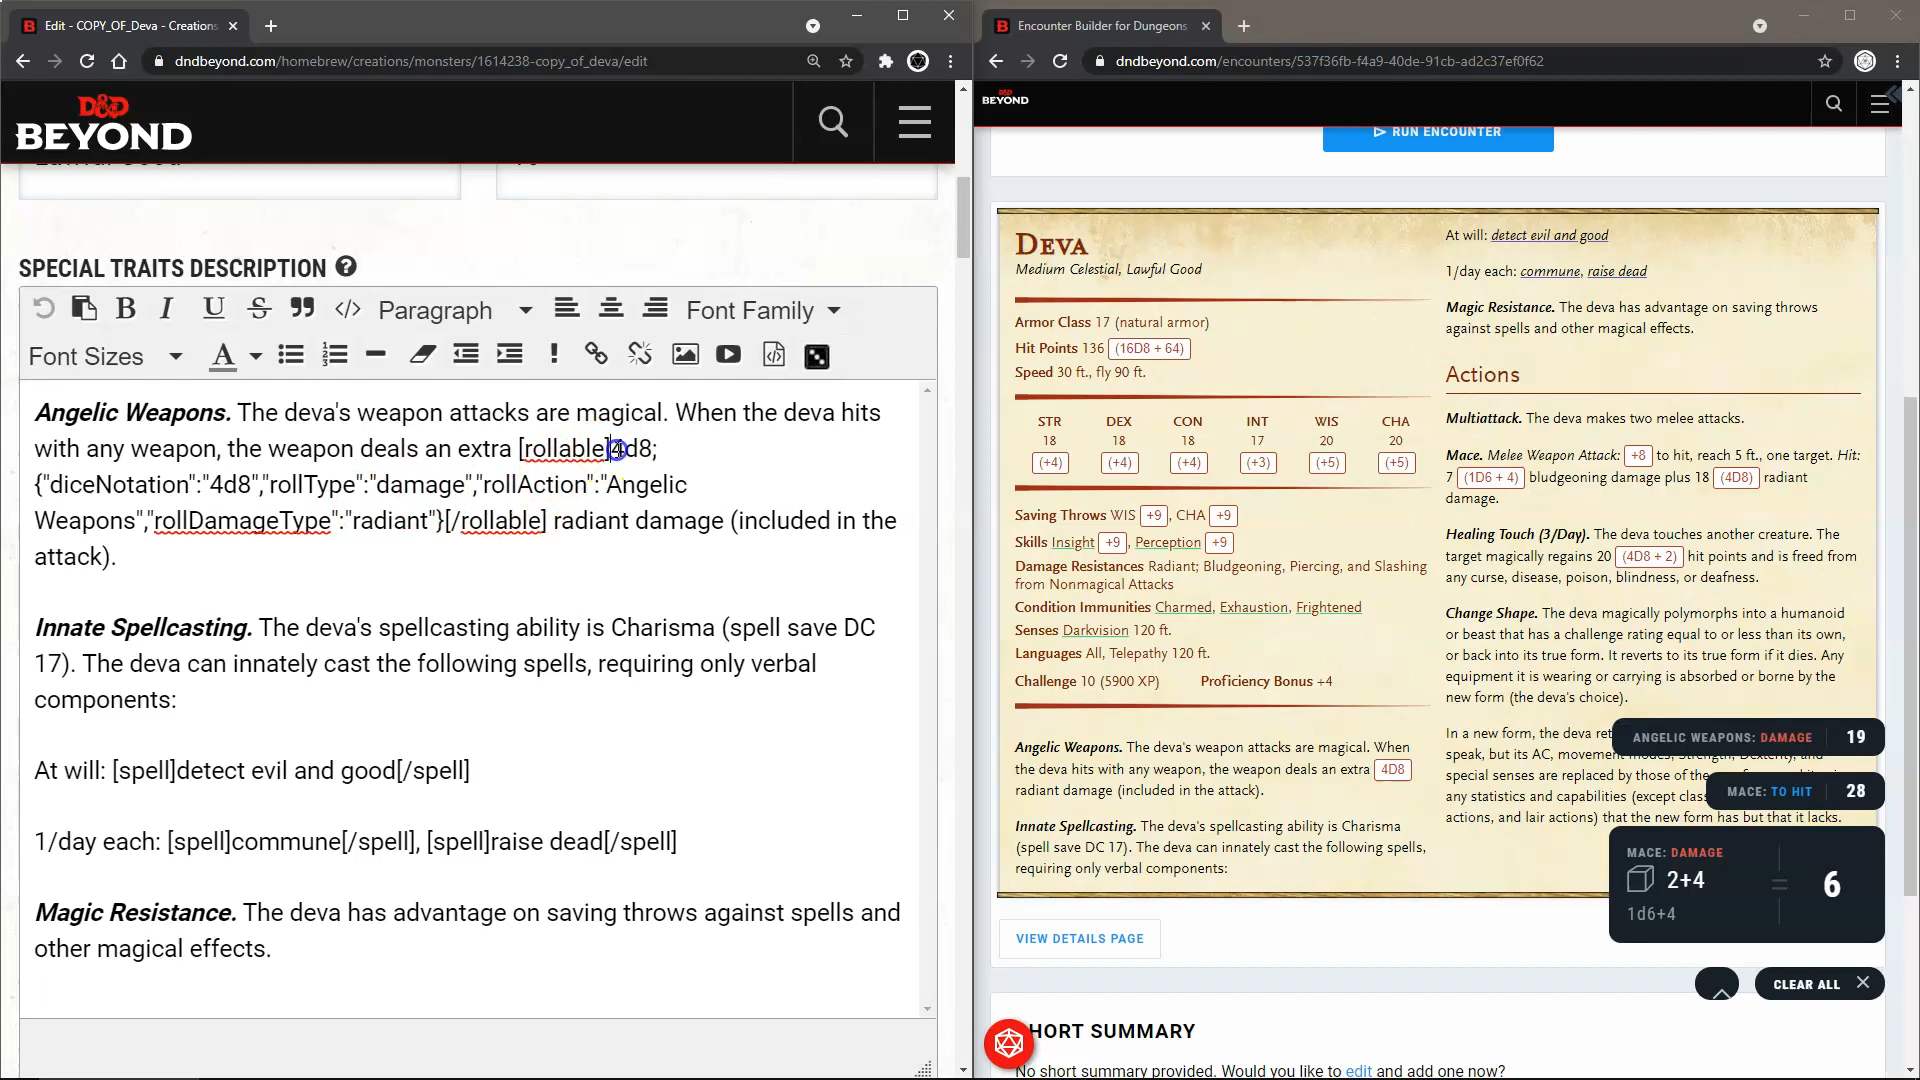 Edit - COPY_OF_Deva - Creations
dndbeyond.com/homebrew/creations/monsters/1614238-copy_of_deva/edit
D&D
BEYOND
SPECIAL TRAITS DESCRIPTION ?
Paragraph
Font Family
Font Sizes
Angelic Weapons. The deva's weapon attacks are magical. When the deva hits
with any weapon, the weapon deals an extra [rollable]4d8;
{"diceNotation":"4d8","rollType":"damage","rollAction":"Angelic
Weapons","rollDamageType":"radiant"}[/rollable] radiant damage (included in the
attack).
Innate Spellcasting. The deva's spellcasting ability is Charisma (spell save DC
17). The deva can innately cast the following spells, requiring only verbal
components:
At will: [spell]detect evil and good[/spell]
1/day each: [spell]commune[/spell], [spell]raise dead[/spell]
Magic Resistance. The deva has advantage on saving throws against spells and
other magical effects.
Encounter Builder for Dungeons
dndbeyond.com/encounters/537f36fb-f4a9-40de-91cb-ad2c37ef0f62
D&D
BEYOND
RUN ENCOUNTER
DEVA
Medium Celestial, Lawful Good
Armor Class 17 (natural armor)
Hit Points 136 (16D8 + 64)
Speed 30 ft., fly 90 ft.
STR DEX CON INT WIS CHA
18 18 18 17 20 20
(+4) (+4) (+4) (+3) (+5) (+5)
Saving Throws WIS +9, CHA +9
Skills Insight +9, Perception +9
Damage Resistances Radiant; Bludgeoning, Piercing, and Slashing
from Nonmagical Attacks
Condition Immunities Charmed, Exhaustion, Frightened
Senses Darkvision 120 ft.
Languages All, Telepathy 120 ft.
Challenge 10 (5900 XP) Proficiency Bonus +4
Angelic Weapons. The deva's weapon attacks are magical. When
the deva hits with any weapon, the weapon deals an extra 4D8
radiant damage (included in the attack).
Innate Spellcasting. The deva's spellcasting ability is Charisma
(spell save DC 17). The deva can innately cast the following spells,
requiring only verbal components:
At will: detect evil and good
1/day each: commune, raise dead
Magic Resistance. The deva has advantage on saving throws
against spells and other magical effects.
Actions
Multiattack. The deva makes two melee attacks.
Mace. Melee Weapon Attack: +8 to hit, reach 5 ft., one target. Hit:
7 (1D6 + 4) bludgeoning damage plus 18 (4D8) radiant
damage.
Healing Touch (3/Day). The deva touches another creature. The
target magically regains 20 (4D8 + 2) hit points and is freed from
any curse, disease, poison, blindness, or deafness.
Change Shape. The deva magically polymorphs into a humanoid
or beast that has a challenge rating equal to or less than its own,
or back into its true form. It reverts to its true form if it dies. Any
equipment it is wearing or carrying is absorbed or borne by the
new form (the deva's choice).
In a new form, the deva
speak, but its AC, movement modes, Strength, Dexterity, and
special senses are replaced by those of the
any statistics and capabilities (except
actions, and lair actions) that the new form has but that it lacks.
ANGELIC WEAPONS: DAMAGE 19
MACE: TO HIT 28
MACE: DAMAGE
2+4 = 6
1d6+4
CLEAR ALL
VIEW DETAILS PAGE
HORT SUMMARY
No short summary provided. Would you like to edit and add one now?